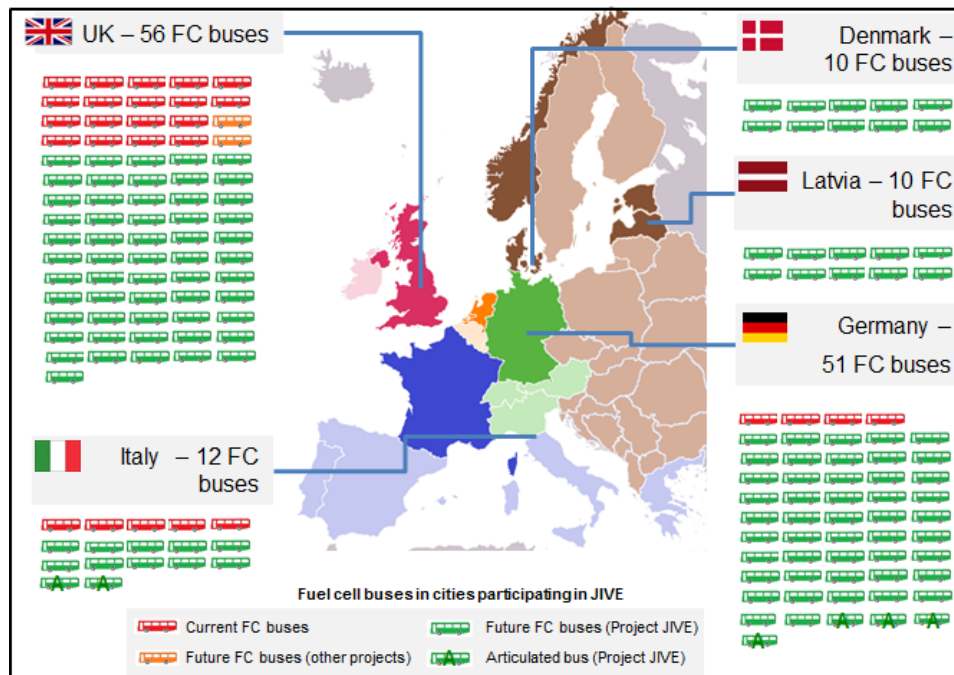 UK – 56 FC buses
Denmark –
10 FC buses
Latvia – 10 FC
buses
Germany –
51 FC buses
Italy – 12 FC
buses
A A
A A A
A
Fuel cell buses in cities participating in JIVE
Current FC buses
Future FC buses (Project JIVE)
Future FC buses (other projects)
A
Articulated bus (Project JIVE)